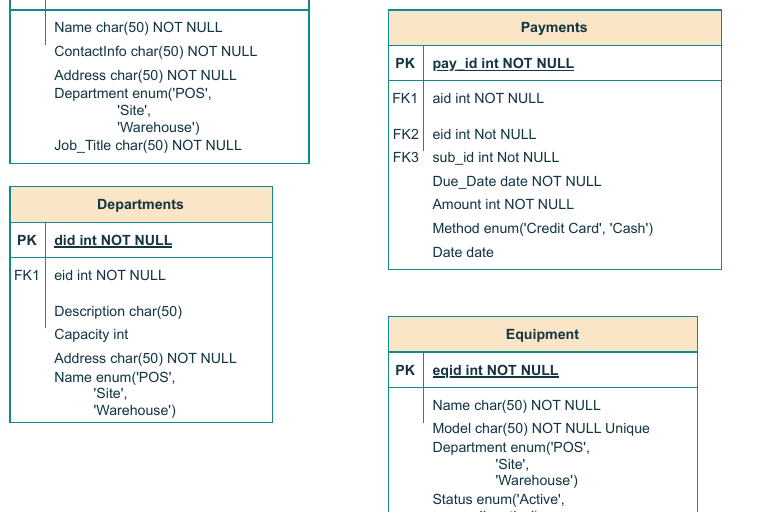 Name char(50) NOT NULL
ContactInfo char(50) NOT NULL
Address char(50) NOT NULL
Department enum('POS',
'Site',
'Warehouse')
Job_Title char(50) NOT NULL
Departments
PK did int NOT NULL
FK1 eid int NOT NULL
Description char(50)
Capacity int
Address char(50) NOT NULL
Name enum('POS',
'Site',
'Warehouse')
Payments
PK pay_id int NOT NULL
FK1 aid int NOT NULL
FK2 eid int Not NULL
FK3 sub_id int Not NULL
Due_Date date NOT NULL
Amount int NOT NULL
Method enum('Credit Card', 'Cash')
Date date
Equipment
PK eqid int NOT NULL
Name char(50) NOT NULL
Model char(50) NOT NULL Unique
Department enum('POS',
'Site',
'Warehouse')
Status enum('Active',